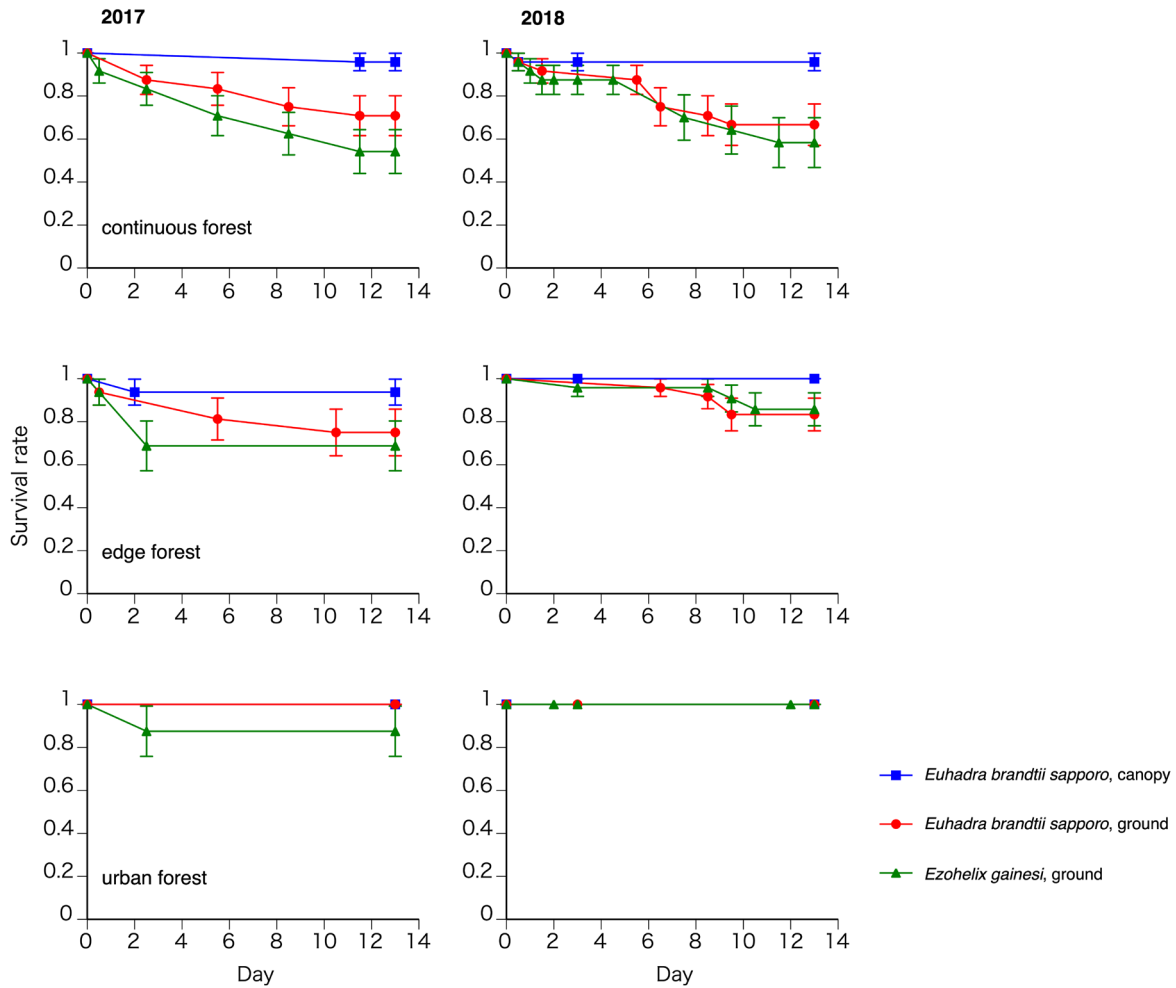 2017
2018
1
0.8
0.6
0.4
0.2
0
continuous forest
0 2 4 6 8 10 12 14
1
0.8
0.6
0.4
0.2
0
0 2 4 6 8 10 12 14
Survival rate
1
0.8
0.6
0.4
0.2
0
edge forest
0 2 4 6 8 10 12 14
1
0.8
0.6
0.4
0.2
0
0 2 4 6 8 10 12 14
1
0.8
0.6
0.4
0.2
0
urban forest
0 2 4 6 8 10 12 14
Day
1
0.8
0.6
0.4
0.2
0
0 2 4 6 8 10 12 14
Day
Euhadra brandtii sapporo, canopy
Euhadra brandtii sapporo, ground
Ezohelix gainesi, ground